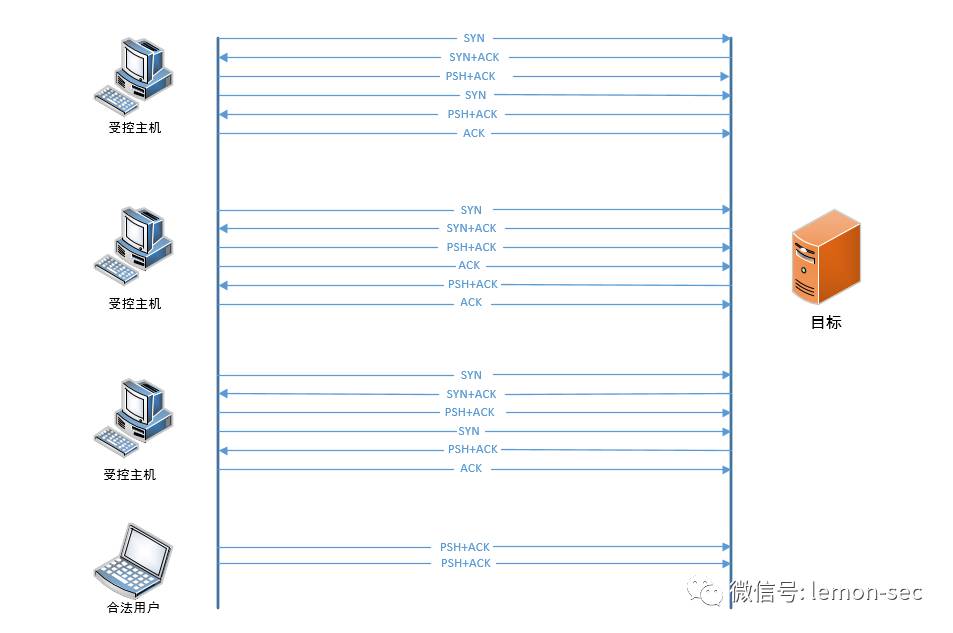 SYN
SYN+ACK
PSH+ACK
SYN
PSH+ACK
ACK
受控主机
SYN
SYN+ACK
PSH+ACK
ACK
PSH+ACK
ACK
受控主机
目标
SYN
SYN+ACK
PSH+ACK
SYN
PSH+ACK
ACK
受控主机
PSH+ACK
PSH+ACK
合法用户
微信号: lemon-sec